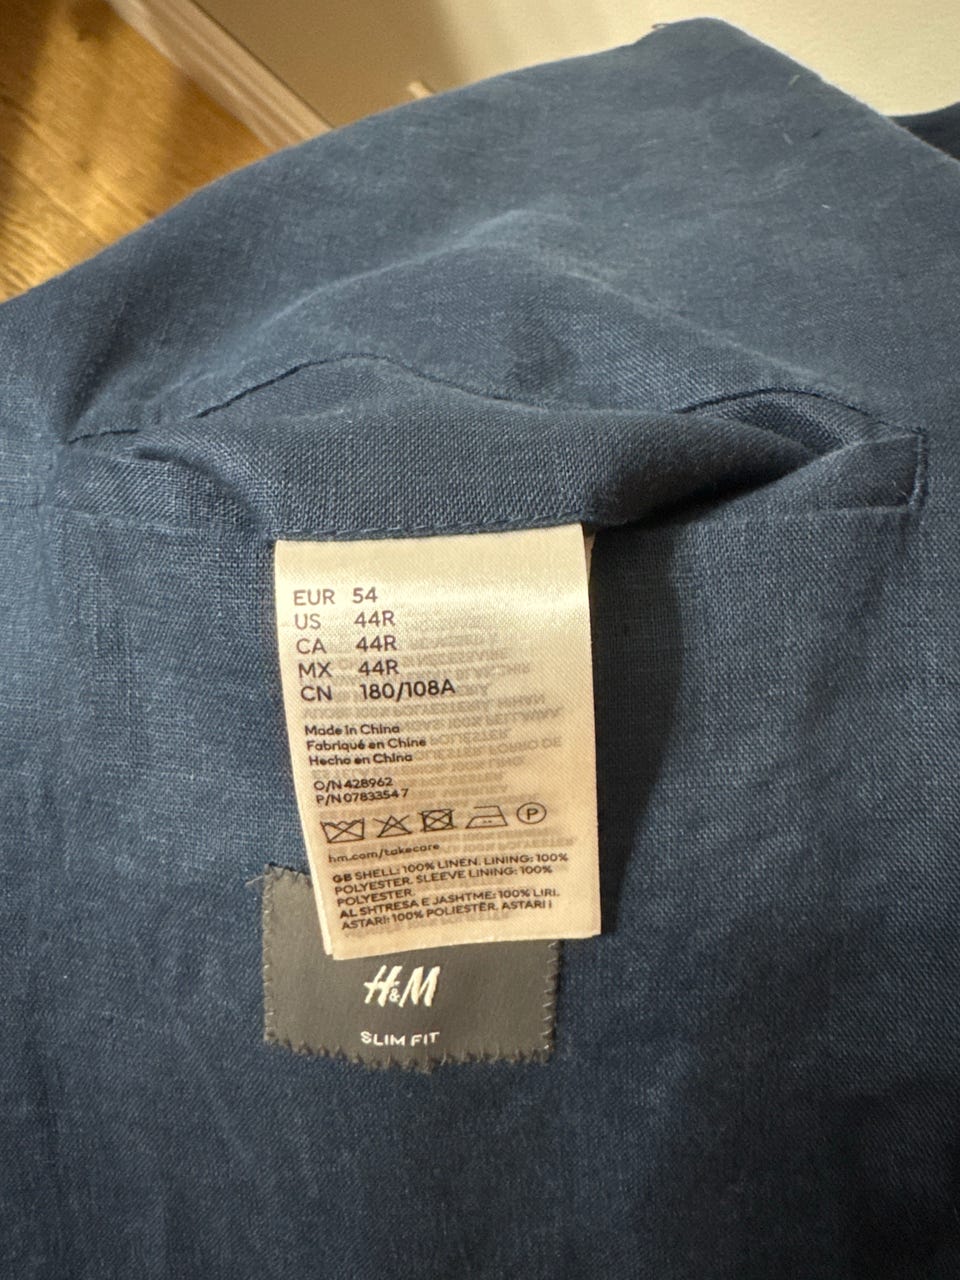 EUR 54
US 44R
CA 44R
MX 44R
CN 180/108A
Made in China
Fabriqué en Chine
Hecho en China
O/N 428962
P/N 0783354 7
P
hm.com/takecare
GB SHELL: 100% LINEN. LINING: 100%
POLYESTER. SLEEVE LINING: 100%
POLYESTER.
AL SHTRESA E JASHTME: 100% LIRI.
ASTARI: 100% POLIESTËR. ASTARI I
H&M
SLIM FIT